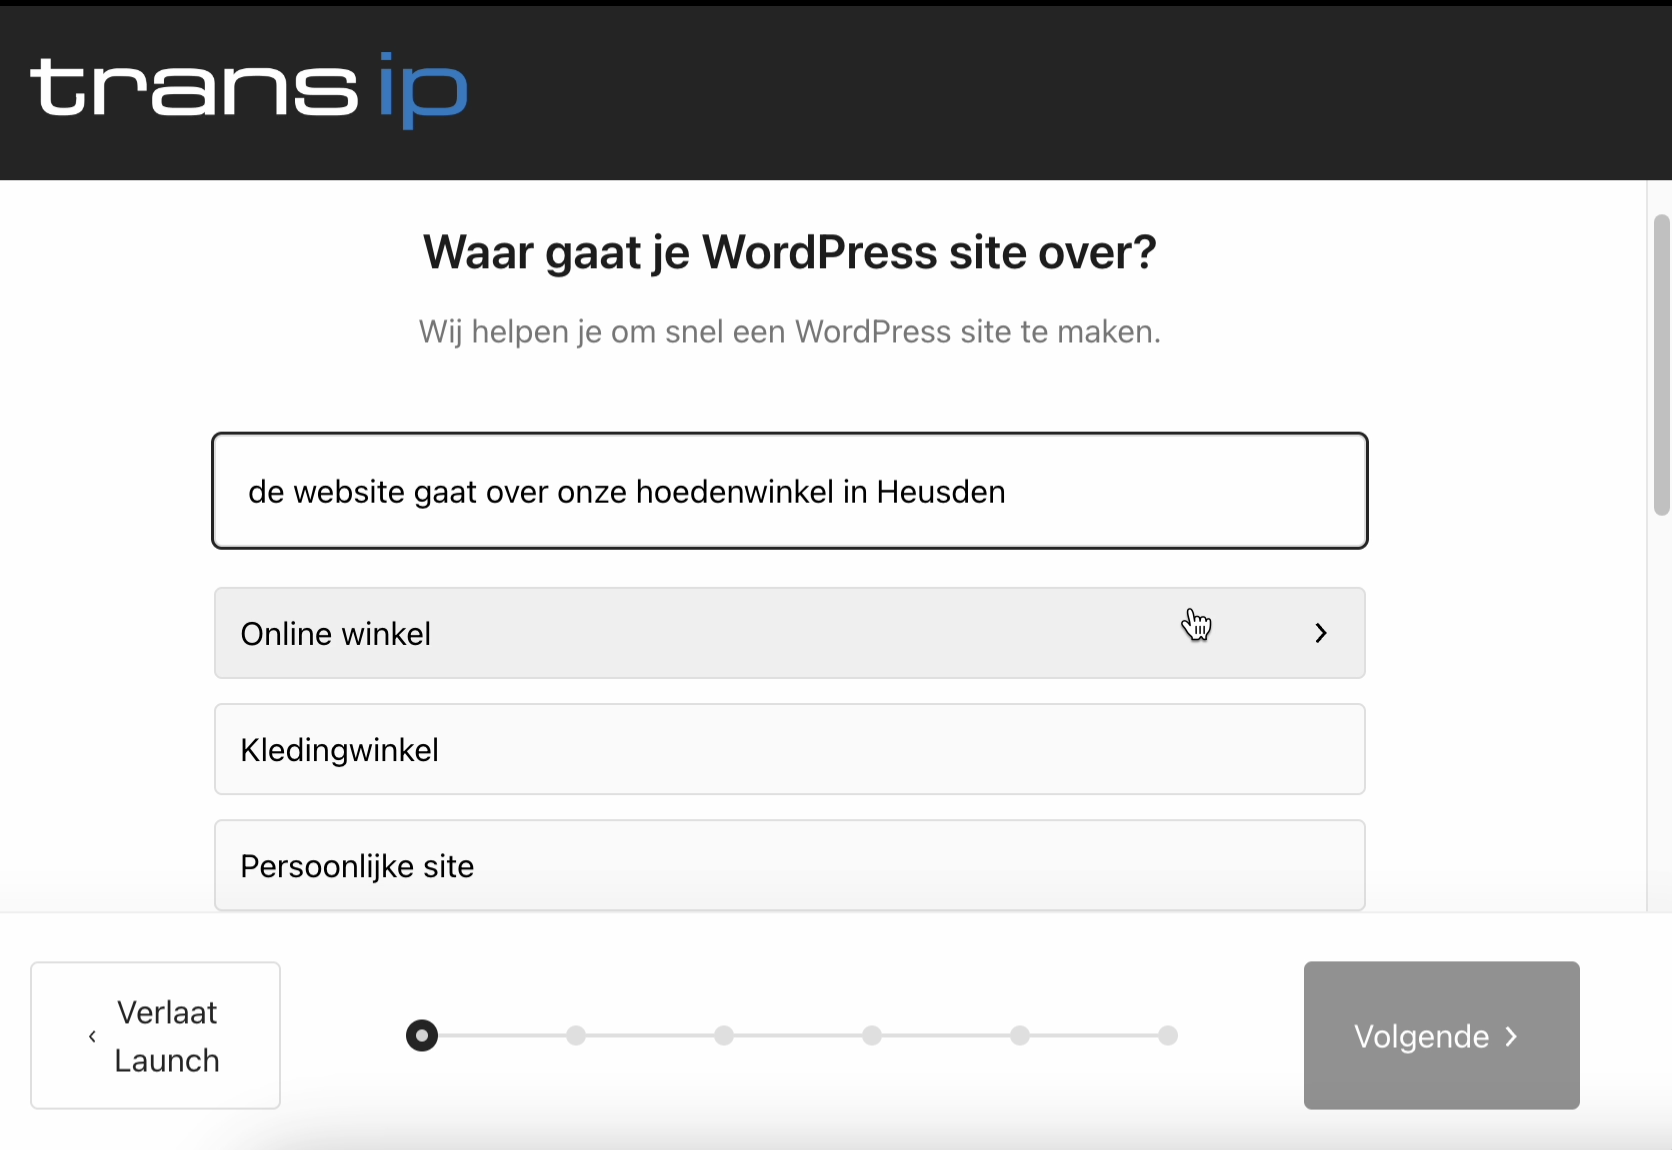 trans ip
Waar gaat je WordPress site over?
Wij helpen je om snel een WordPress site te maken.
de website gaat over onze hoedenwinkel in Heusden
Online winkel
Kledingwinkel
Persoonlijke site
Verlaat
Launch
Volgende